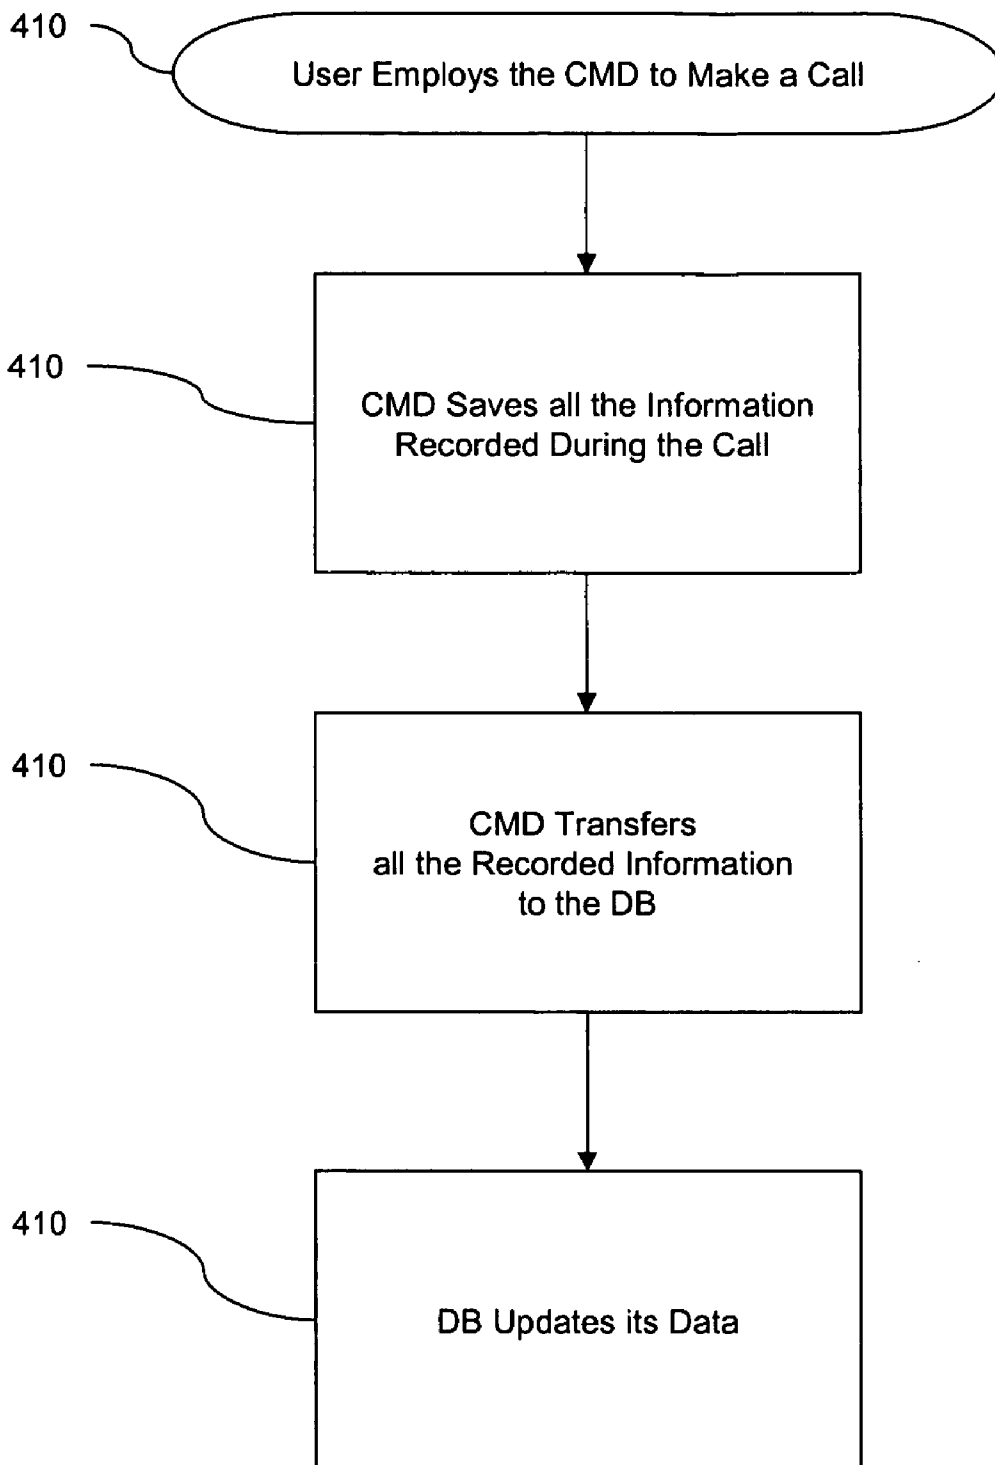 410
User Employs the CMD to Make a Call
410
CMD Saves all the Information
Recorded During the Call
410
CMD Transfers
all the Recorded Information
to the DB
410
DB Updates its Data